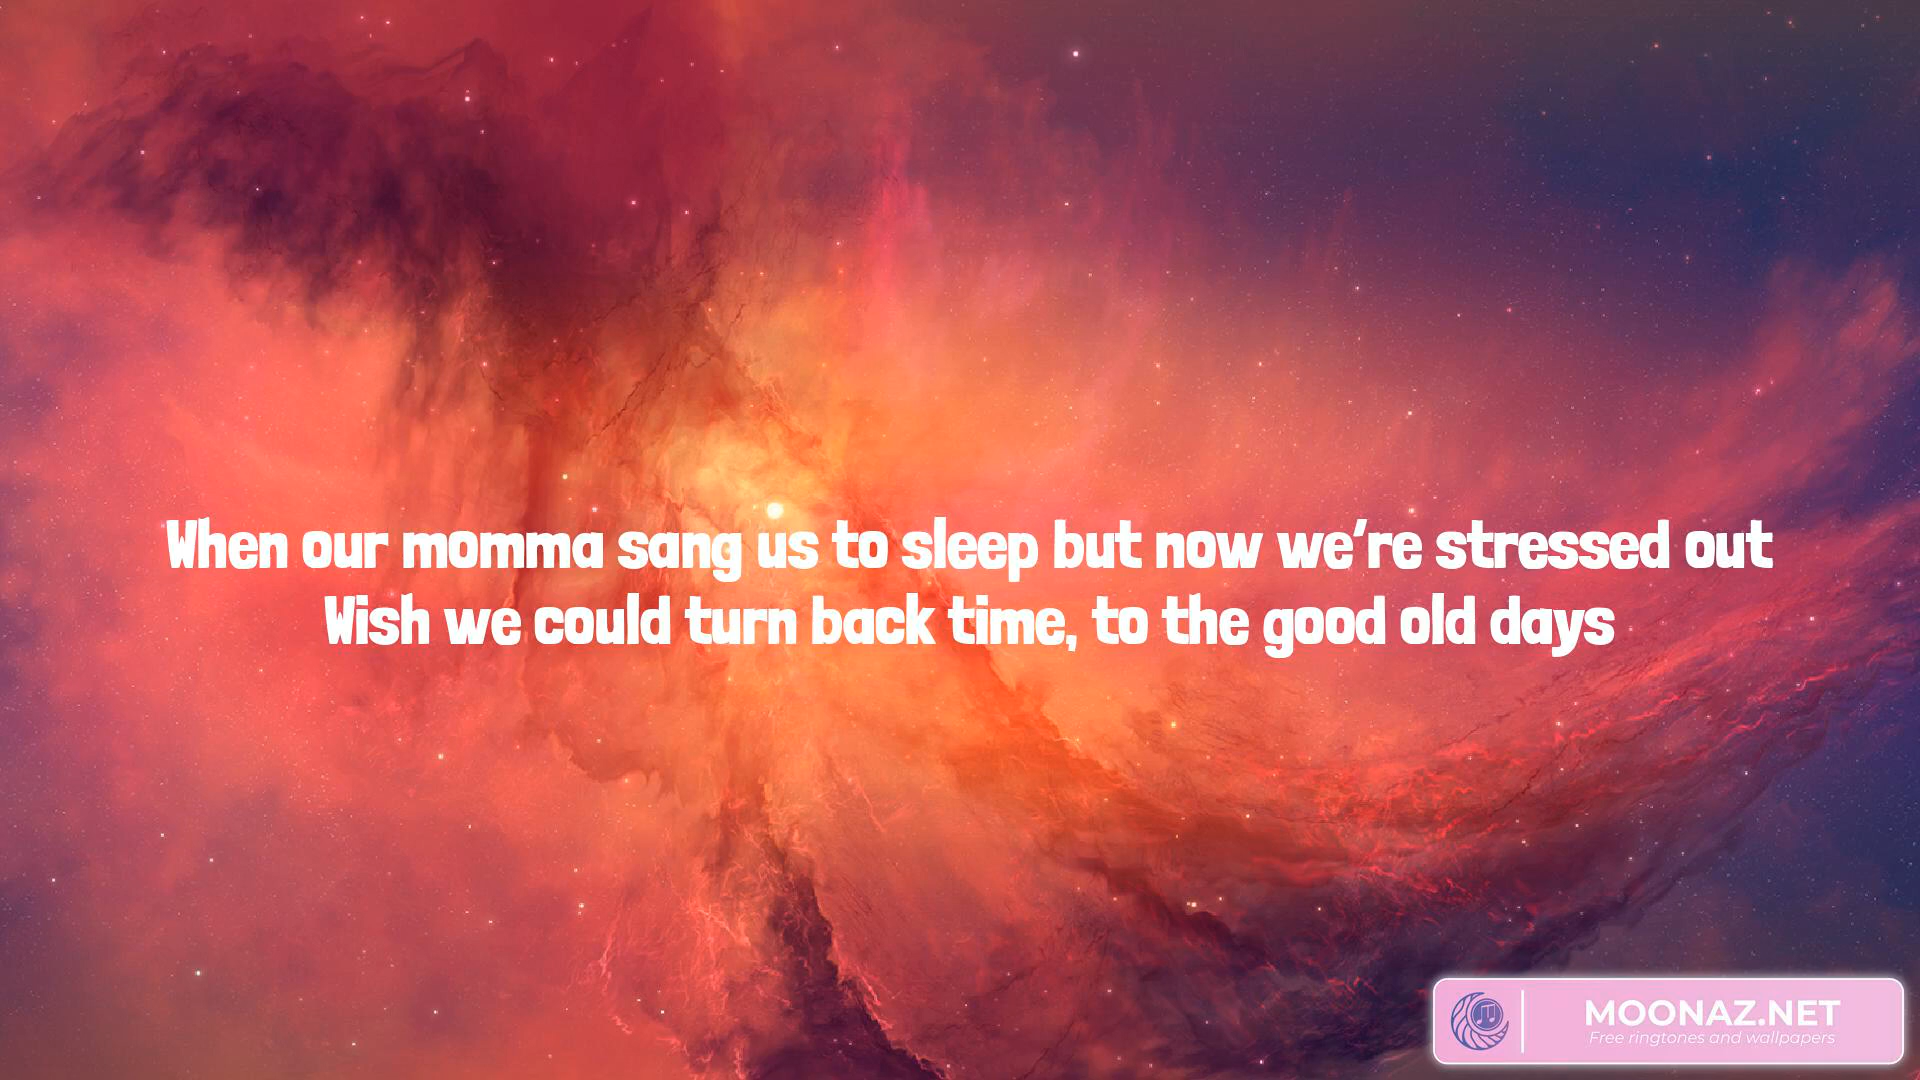 When our momma sang us to sleep but now we’re stressed out
Wish we could turn back time, to the good old days
MOONAZ.NET
Free ringtones and wallpapers